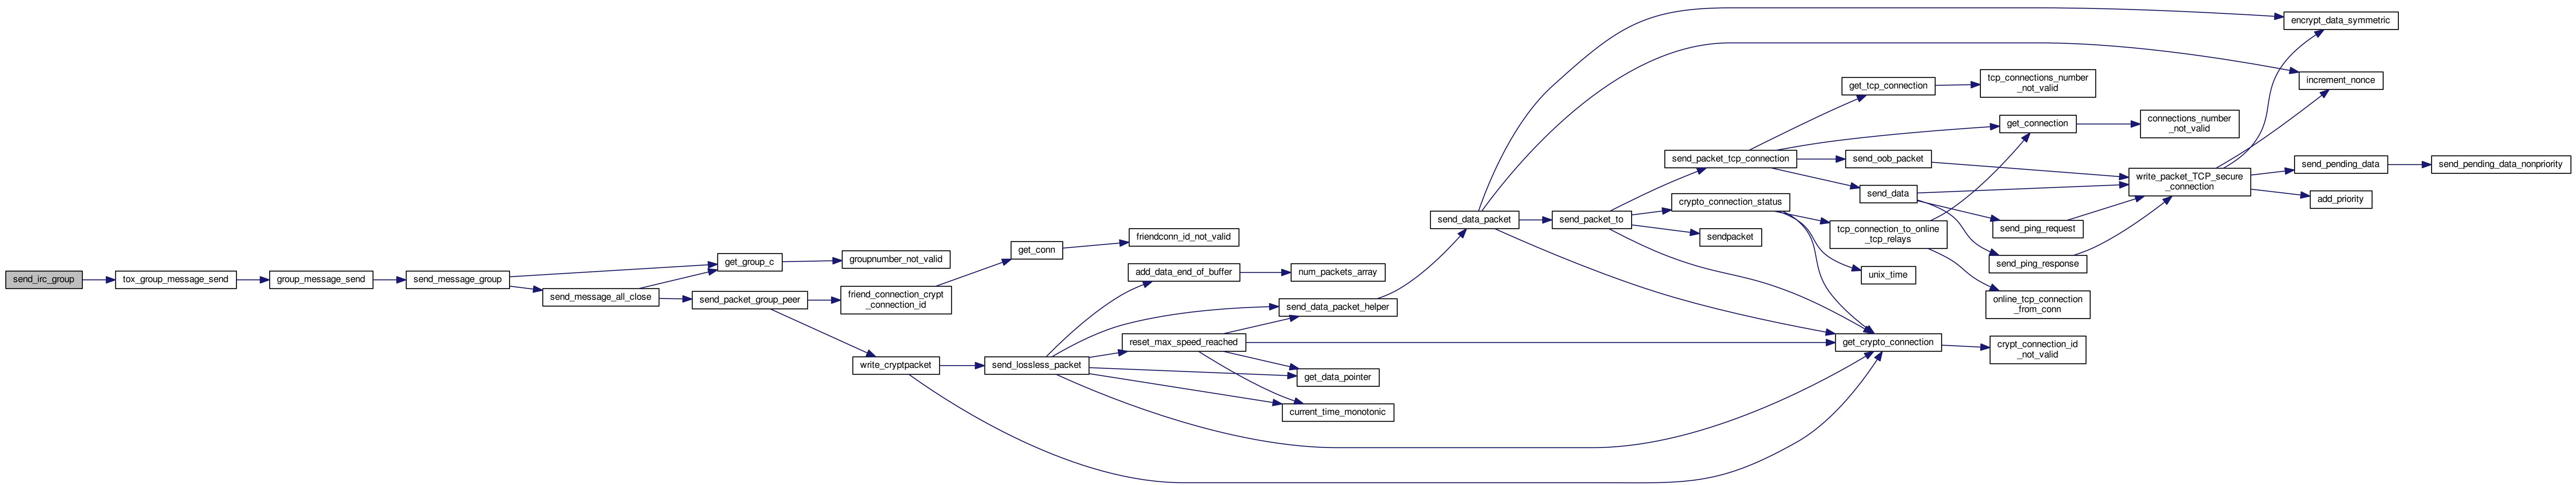 send_irc_group
tox_group_message_send
group_message_send
send_message_group
get_group_c
send_message_all_close
groupnumber_not_valid
send_packet_group_peer
friend_connection_crypt
_connection_id
write_cryptpacket
get_conn
friendconn_id_not_valid
send_lossless_packet
add_data_end_of_buffer
num_packets_array
send_data_packet_helper
reset_max_speed_reached
get_data_pointer
current_time_monotonic
send_data_packet
send_packet_to
send_packet_tcp_connection
crypto_connection_status
sendpacket
get_tcp_connection
tcp_connections_number
_not_valid
get_connection
connections_number
_not_valid
send_oob_packet
send_data
tcp_connection_to_online
_tcp_relays
unix_time
send_ping_request
send_ping_response
online_tcp_connection
_from_conn
get_crypto_connection
crypt_connection_id
_not_valid
write_packet_TCP_secure
_connection
encrypt_data_symmetric
increment_nonce
send_pending_data
send_pending_data_nonpriority
add_priority